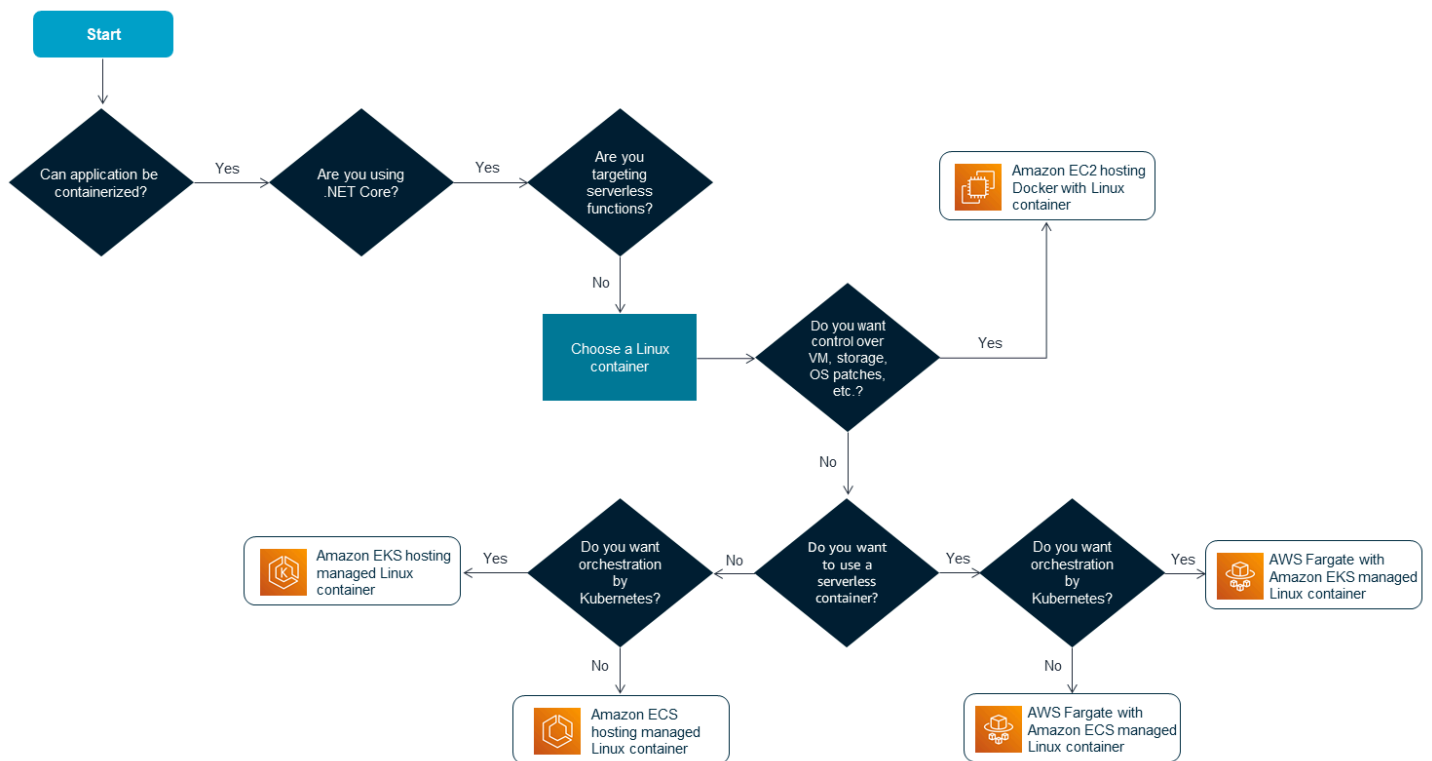 Start
Can application be
containerized?
Yes
Are you using
.NET Core?
Yes
Are you
targeting
serverless
functions?
No
Choose a Linux
container
Do you want
control over
VM, storage,
OS patches,
etc.?
Yes
Amazon EC2 hosting
Docker with Linux
container
No
Do you want
to use a
serverless
container?
No
Do you want
orchestration
by
Kubernetes?
Yes
K
Amazon EKS hosting
managed Linux
container
No
Amazon ECS
hosting managed
Linux container
Yes
Do you want
orchestration
by
Kubernetes?
Yes
AWS Fargate with
Amazon EKS managed
Linux container
No
AWS Fargate with
Amazon ECS managed
Linux container